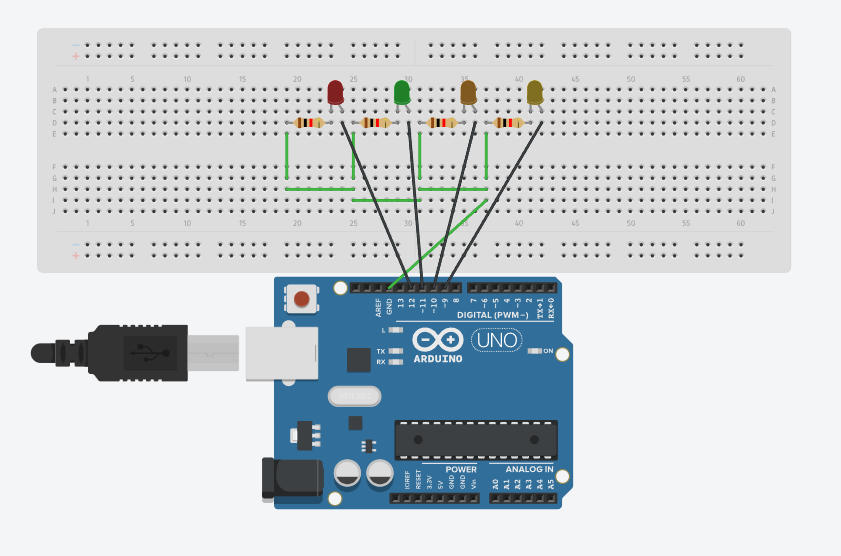 1 5 10 15 20 25 30 35 40 45 50 55 60
A A
B B
C C
D D
E E
F F
G G
H H
I I
J J
1 5 10 15 20 25 30 35 40 45 50 55 60
AREF
GND
13
12
~11
~10
~9
8
7
~6
~5
4
~3
2
TX→1
RX←0
DIGITAL (PWM~)
L
TX
RX
ARDUINO
UNO
ON
POWER
ANALOG IN
IOREF
RESET
3.3V
5V
GND
GND
Vin
A0
A1
A2
A3
A4
A5